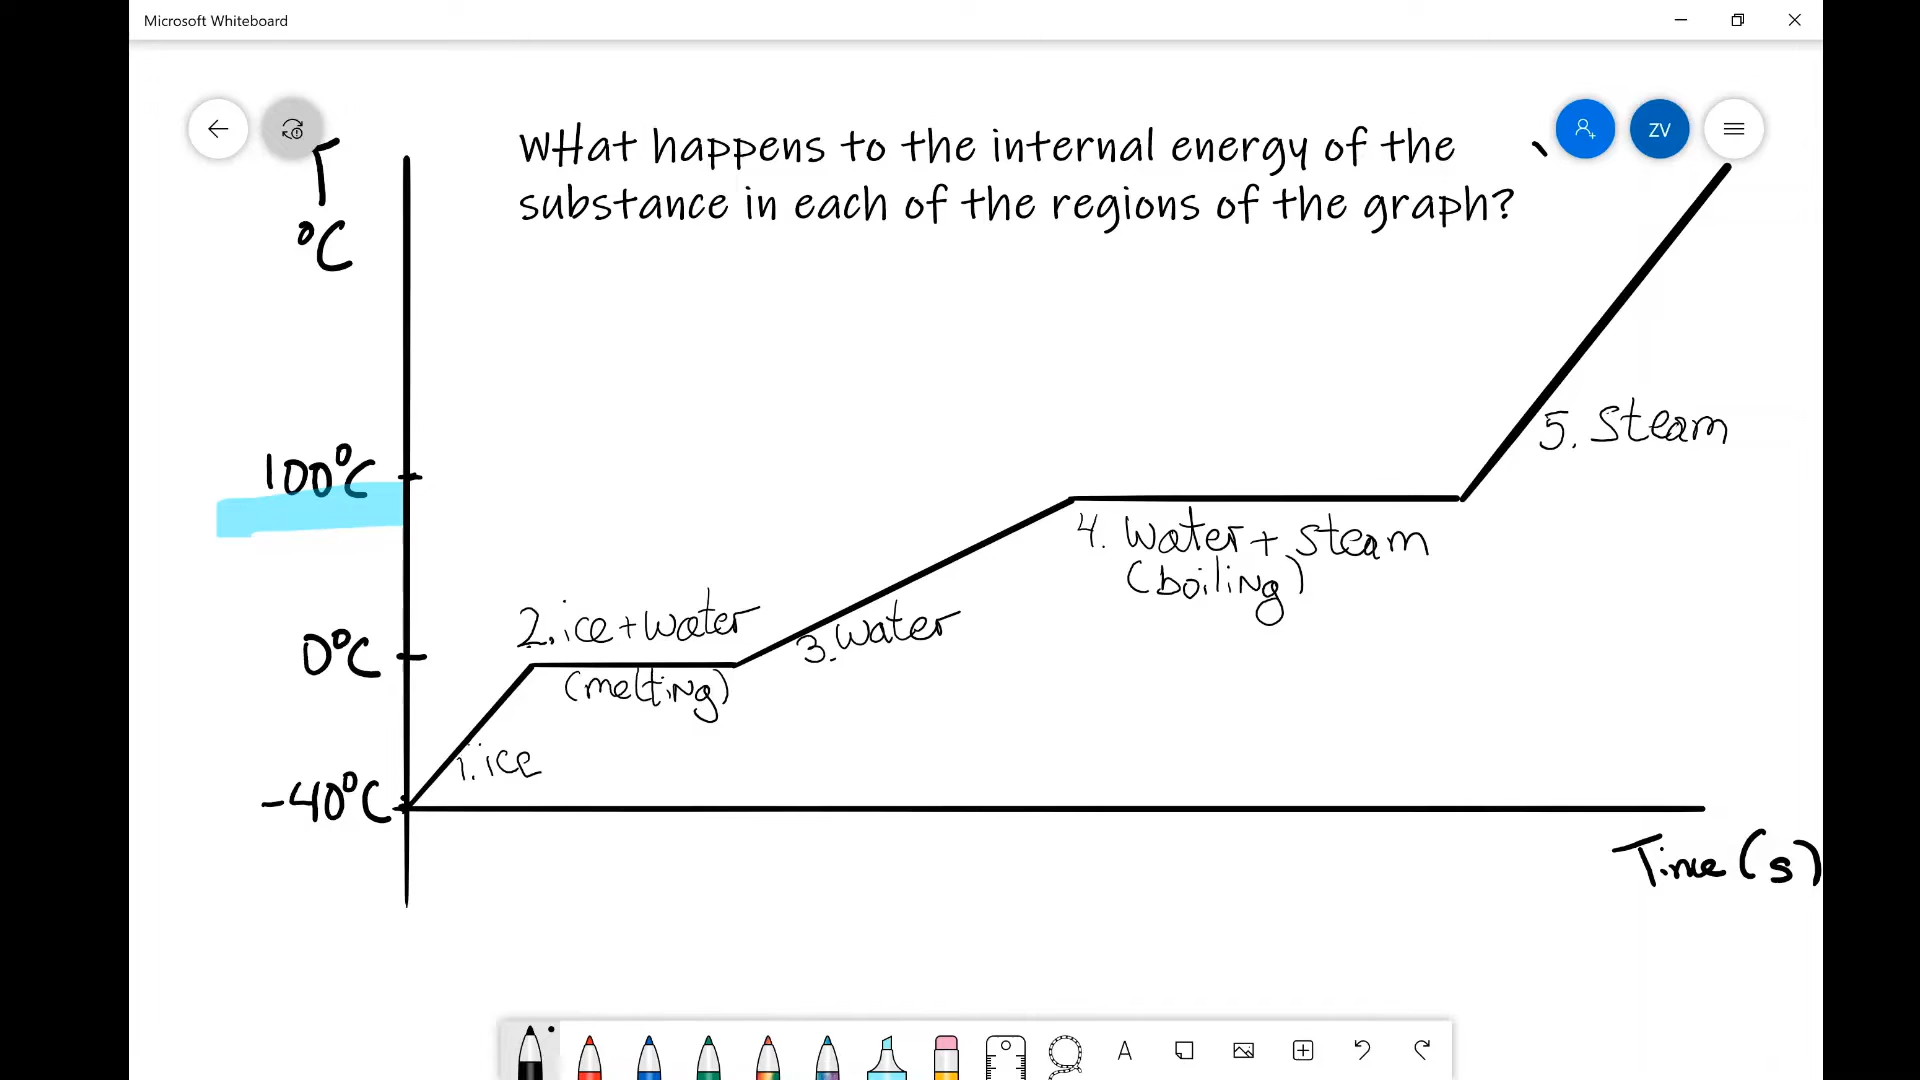 Microsoft Whiteboard
WHat happens to the internal energy of the
substance in each of the regions of the graph?
ZV
T
°C
5. Steam
100°C
4. Water + Steam
(boiling)
2. ice + water
3. water
0°C
(melting)
1. ice
-40°C
Time (s)
A